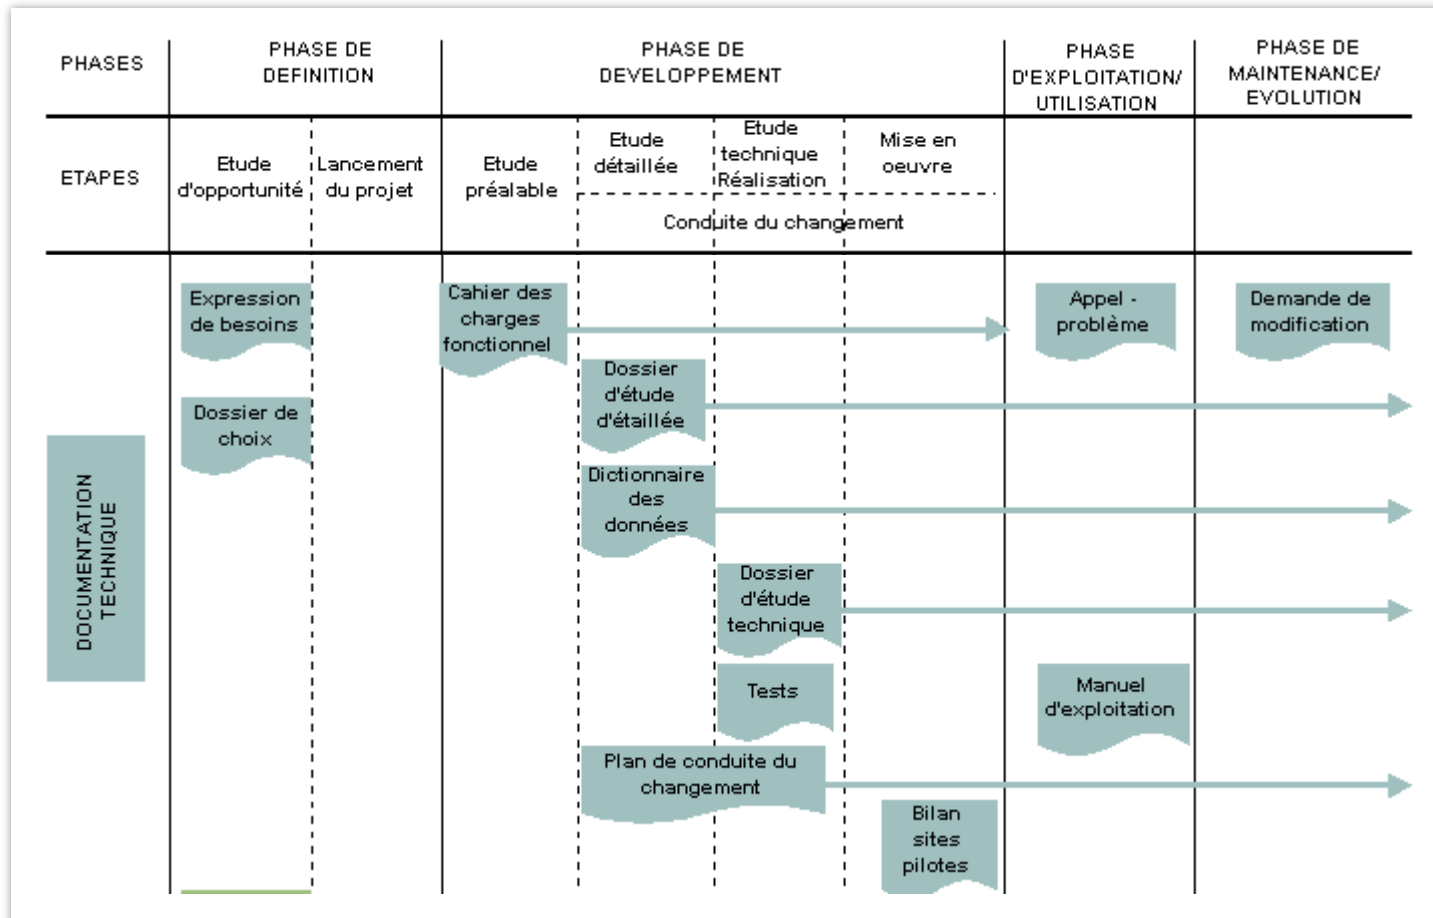 PHASES
PHASE DE
DEFINITION
PHASE DE
DEVELOPPEMENT
PHASE
D'EXPLOITATION/
UTILISATION
PHASE DE
MAINTENANCE/
EVOLUTION
ETAPES
Etude
d'opportunité
Lancement
du projet
Etude
préalable
Etude
détaillée
Etude
technique
Réalisation
Mise en
oeuvre
Conduite du changement
DOCUMENTATION
TECHNIQUE
Expression
de besoins
Cahier des
charges
fonctionnel
Appel -
problème
Demande de
modification
Dossier de
choix
Dossier
d'étude
d'étaillée
Dictionnaire
des
données
Dossier
d'étude
technique
Tests
Manuel
d'exploitation
Plan de conduite du
changement
Bilan
sites
pilotes